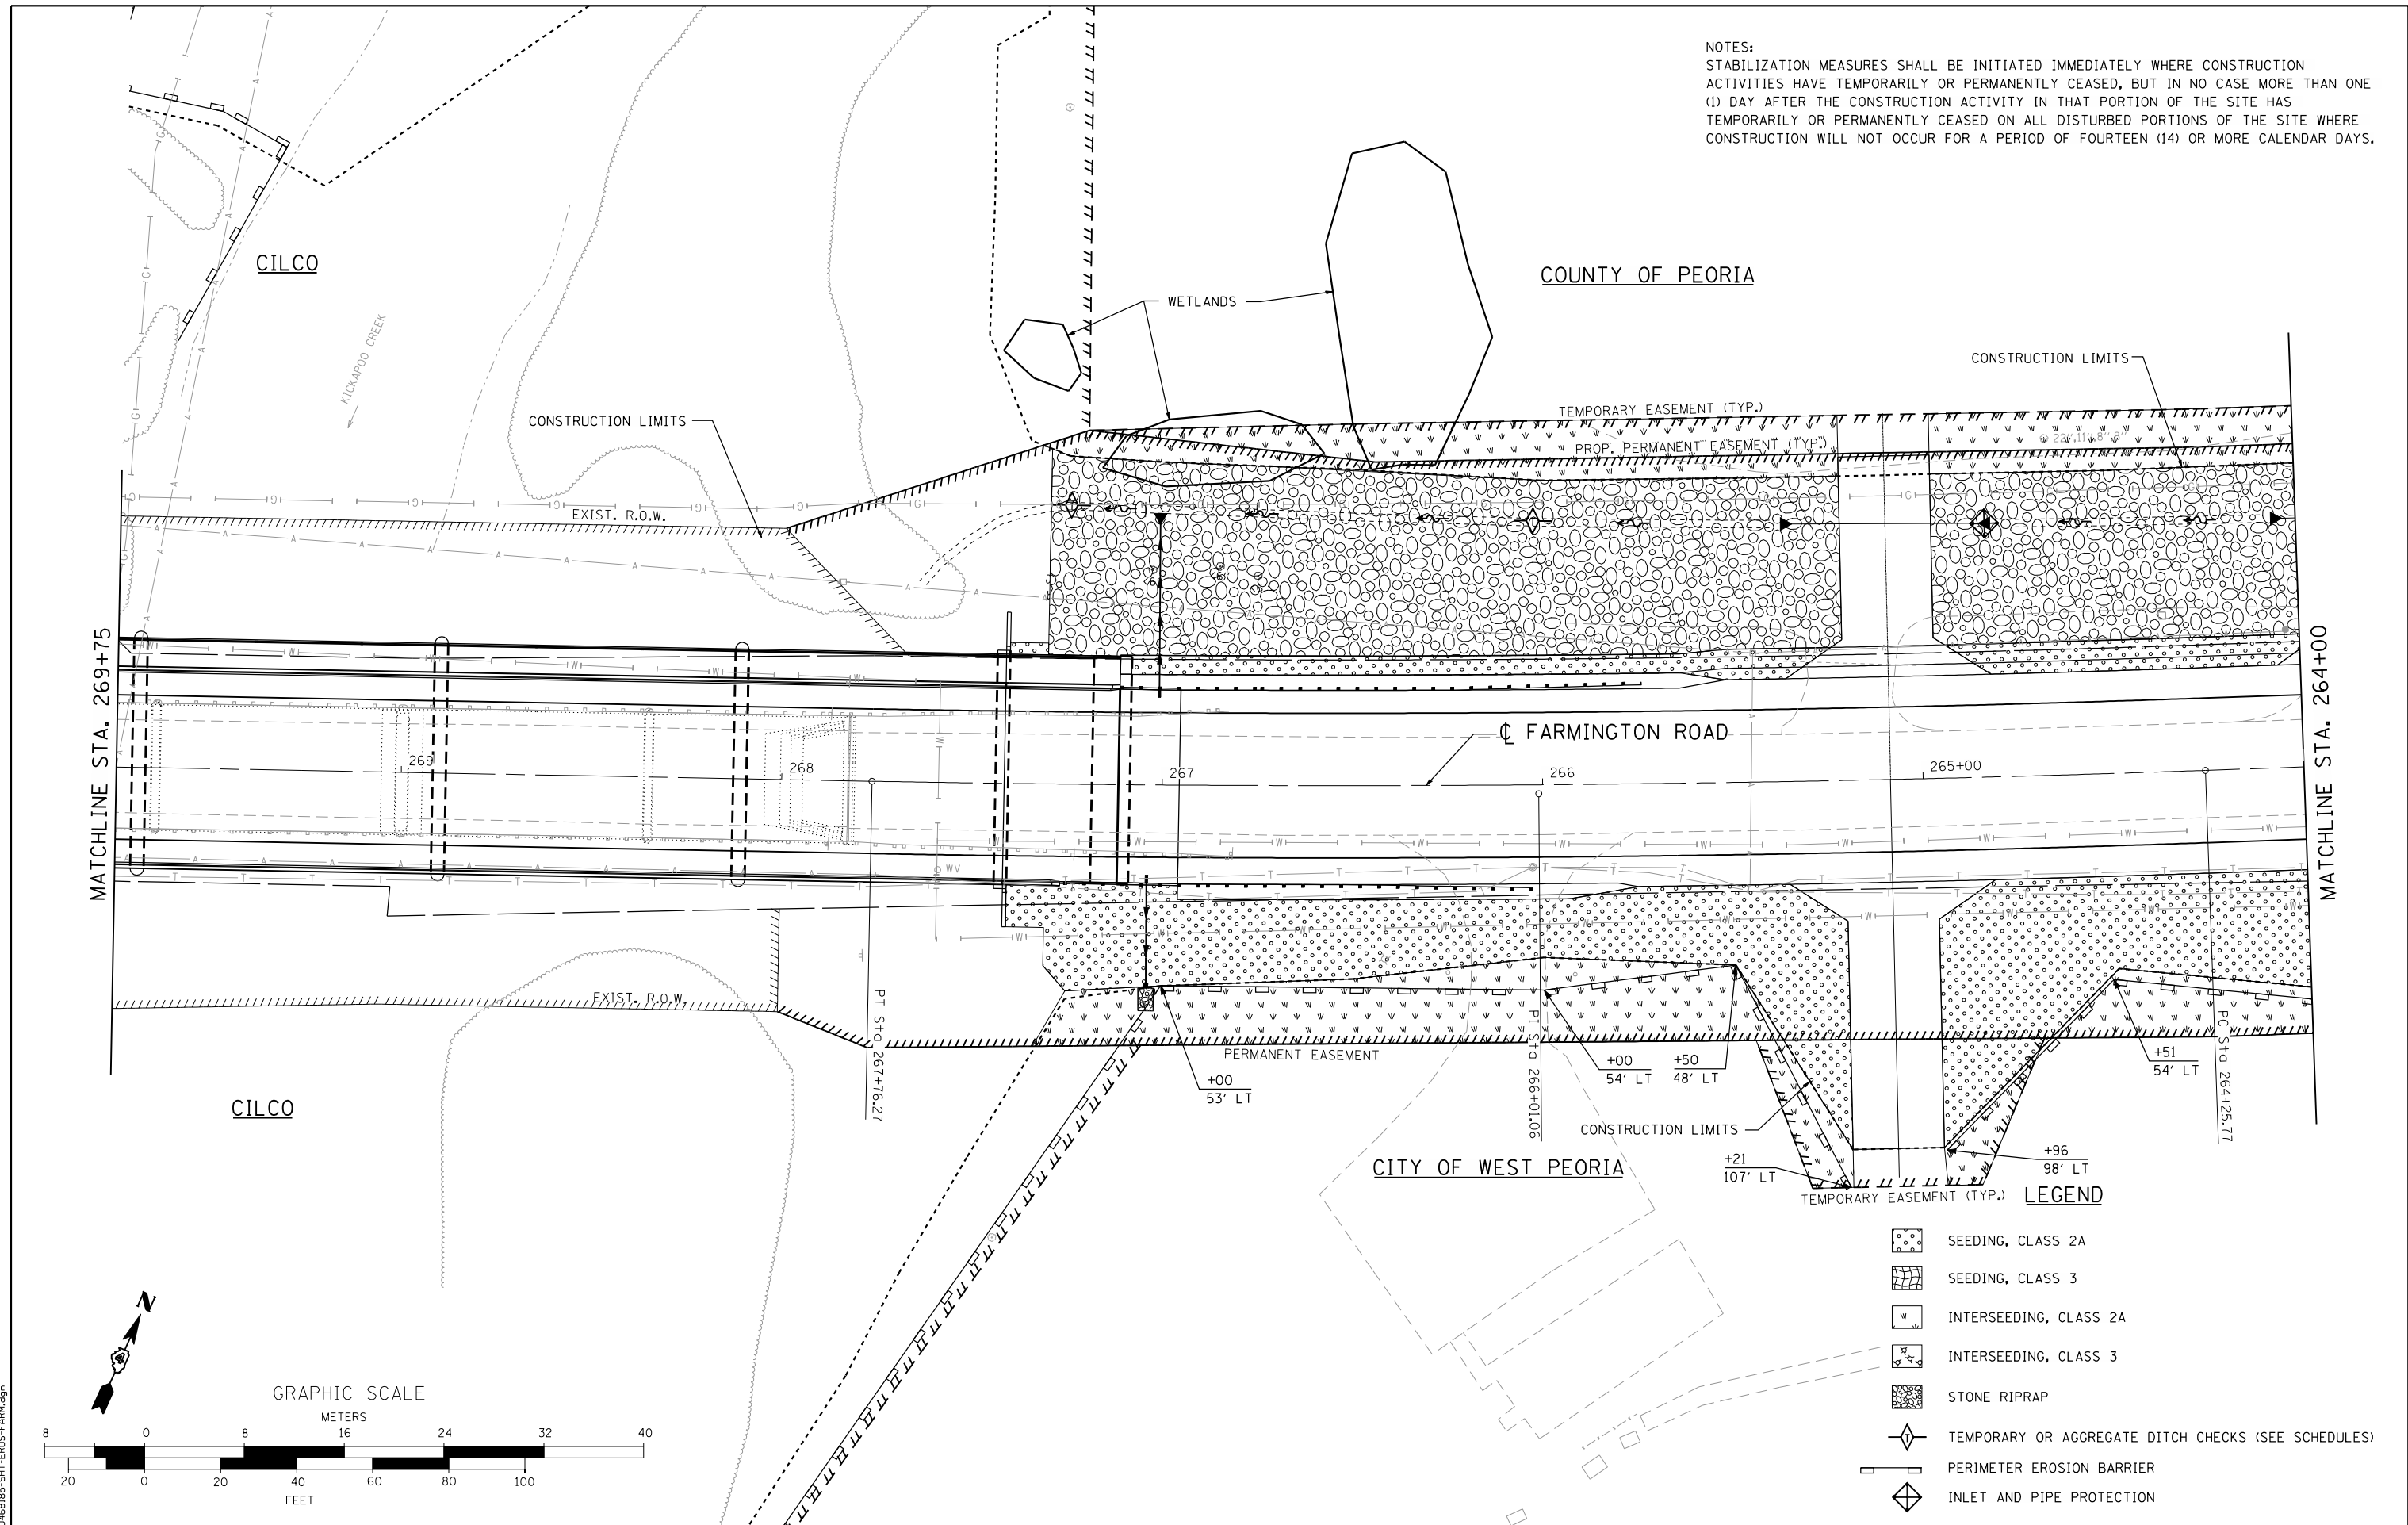 NOTES:
STABILIZATION MEASURES SHALL BE INITIATED IMMEDIATELY WHERE CONSTRUCTION
ACTIVITIES HAVE TEMPORARILY OR PERMANENTLY CEASED, BUT IN NO CASE MORE THAN ONE
(1) DAY AFTER THE CONSTRUCTION ACTIVITY IN THAT PORTION OF THE SITE HAS
TEMPORARILY OR PERMANENTLY CEASED ON ALL DISTURBED PORTIONS OF THE SITE WHERE
CONSTRUCTION WILL NOT OCCUR FOR A PERIOD OF FOURTEEN (14) OR MORE CALENDAR DAYS.
CILCO
COUNTY OF PEORIA
WETLANDS
KICKAPOO CREEK
CONSTRUCTION LIMITS
CONSTRUCTION LIMITS
TEMPORARY EASEMENT (TYP.)
PROP. PERMANENT EASEMENT (TYP.)
22",11",8",8"
EXIST. R.O.W.
MATCHLINE STA. 269+75
MATCHLINE STA. 264+00
℄ FARMINGTON ROAD
269
268
267
266
265+00
WV
EXIST. R.O.W.
PT Sta 267+76.27
PI Sta 266+01.06
PC Sta 264+25.77
PERMANENT EASEMENT
+00
53' LT
+00
54' LT
+50
48' LT
+51
54' LT
CONSTRUCTION LIMITS
+21
107' LT
+96
98' LT
TEMPORARY EASEMENT (TYP.)
CILCO
CITY OF WEST PEORIA
LEGEND
SEEDING, CLASS 2A
SEEDING, CLASS 3
INTERSEEDING, CLASS 2A
INTERSEEDING, CLASS 3
STONE RIPRAP
T TEMPORARY OR AGGREGATE DITCH CHECKS (SEE SCHEDULES)
PERIMETER EROSION BARRIER
INLET AND PIPE PROTECTION
N
GRAPHIC SCALE
METERS
8 0 8 16 24 32 40
20 0 20 40 60 80 100
FEET